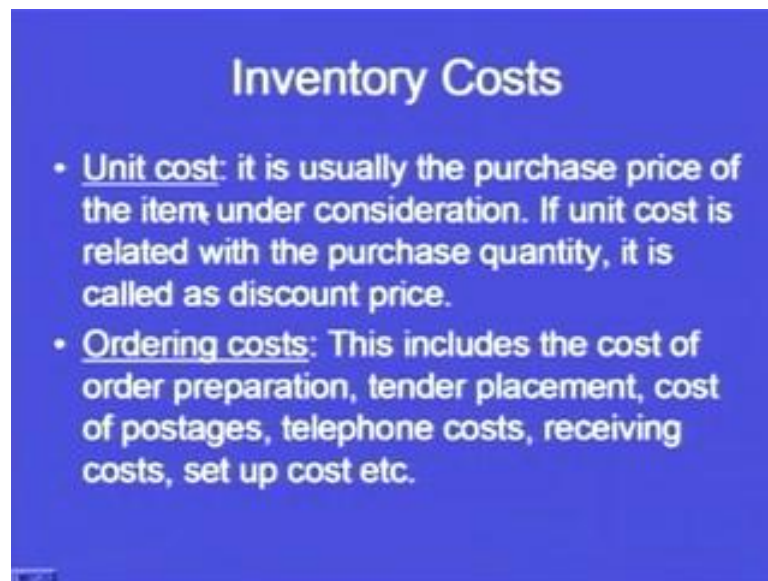 Inventory Costs
• Unit cost: it is usually the purchase price of
the item under consideration. If unit cost is
related with the purchase quantity, it is
called as discount price.
• Ordering costs: This includes the cost of
order preparation, tender placement, cost
of postages, telephone costs, receiving
costs, set up cost etc.